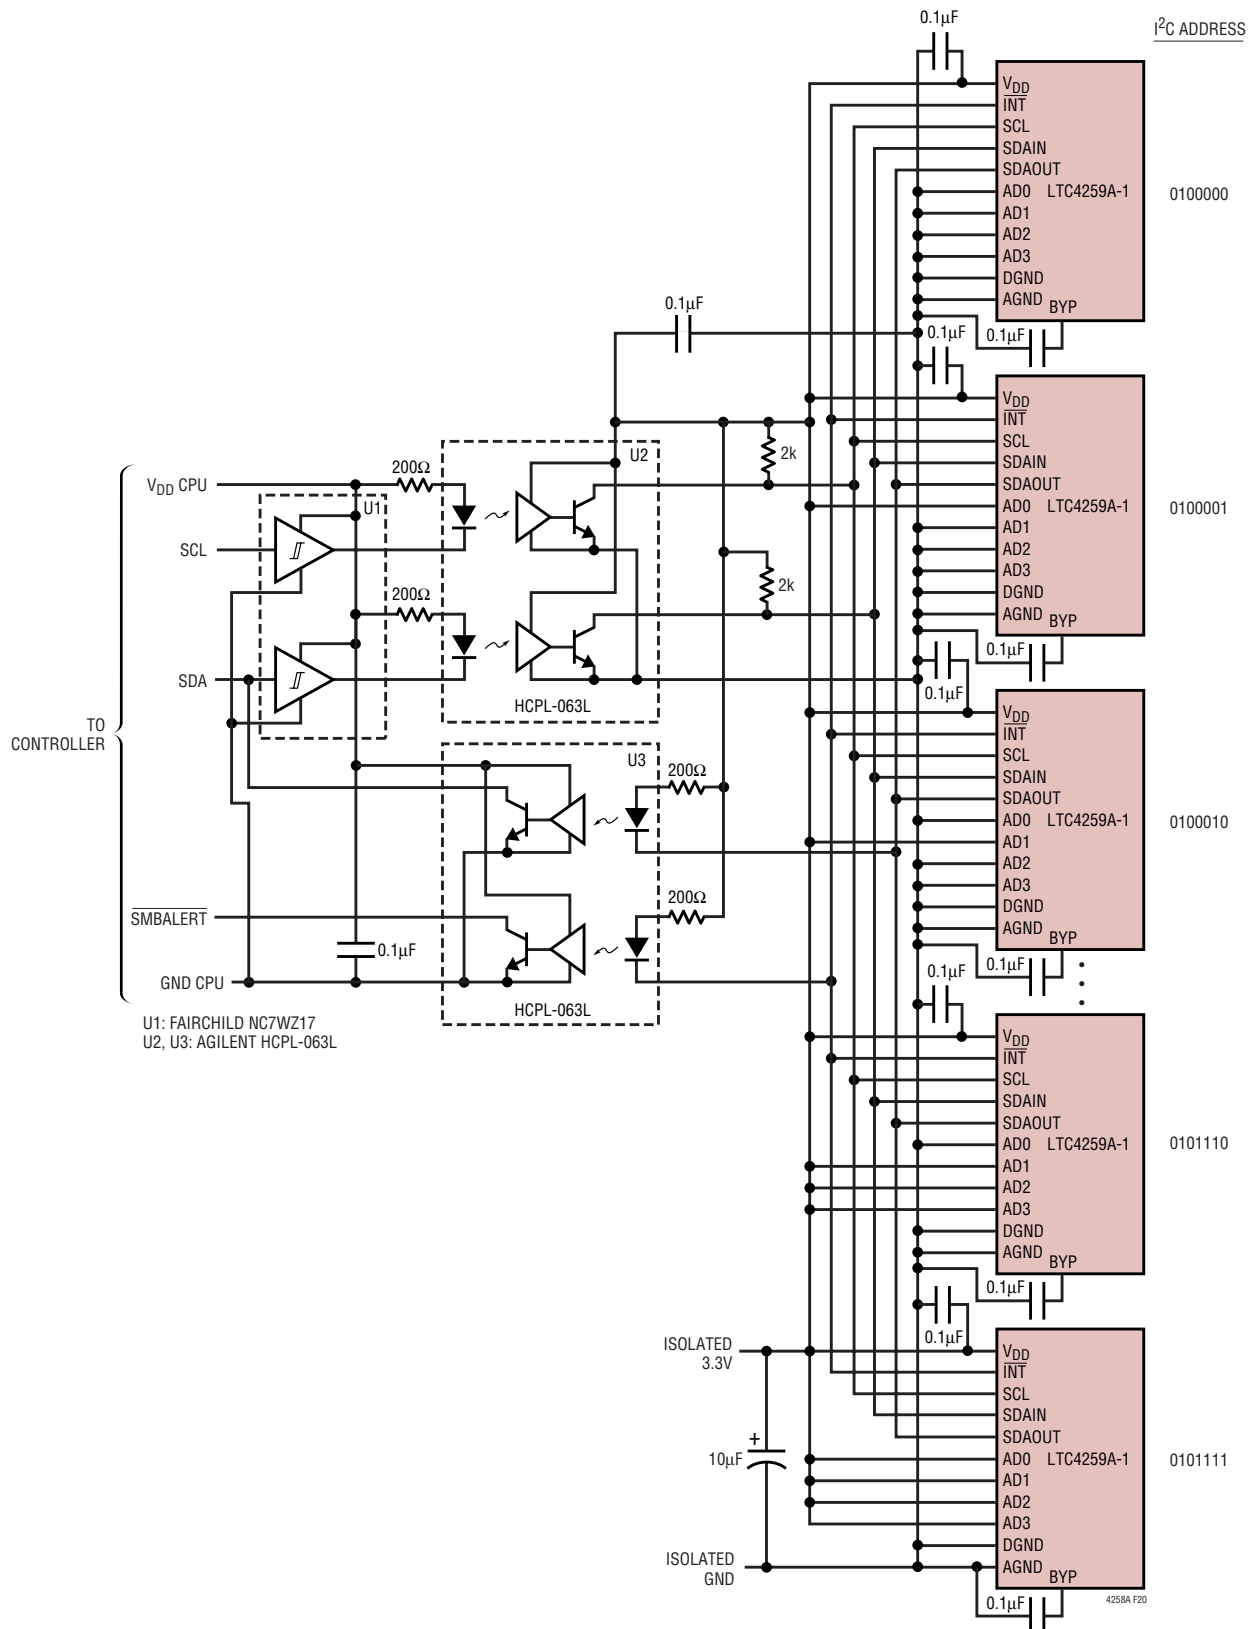 I²C ADDRESS
0.1µF
VDD
INT
SCL
SDAIN
SDAOUT
AD0 LTC4259A-1
AD1
AD2
AD3
DGND
AGND
BYP
0100000
0.1µF
0.1µF
0.1µF
VDD
INT
SCL
SDAIN
SDAOUT
AD0 LTC4259A-1
AD1
AD2
AD3
DGND
AGND
BYP
0100001
0.1µF
0.1µF
VDD
INT
SCL
SDAIN
SDAOUT
AD0 LTC4259A-1
AD1
AD2
AD3
DGND
AGND
BYP
0100010
0.1µF
0.1µF
VDD
INT
SCL
SDAIN
SDAOUT
AD0 LTC4259A-1
AD1
AD2
AD3
DGND
AGND
BYP
0101110
0.1µF
0.1µF
VDD
INT
SCL
SDAIN
SDAOUT
AD0 LTC4259A-1
AD1
AD2
AD3
DGND
AGND
BYP
0101111
0.1µF
4258A F20
TO
CONTROLLER
VDD CPU
SCL
SDA
SMBALERT
GND CPU
U1
200Ω
200Ω
U2
HCPL-063L
2k
2k
U3
200Ω
200Ω
HCPL-063L
0.1µF
U1: FAIRCHILD NC7WZ17
U2, U3: AGILENT HCPL-063L
ISOLATED
3.3V
+
10µF
ISOLATED
GND